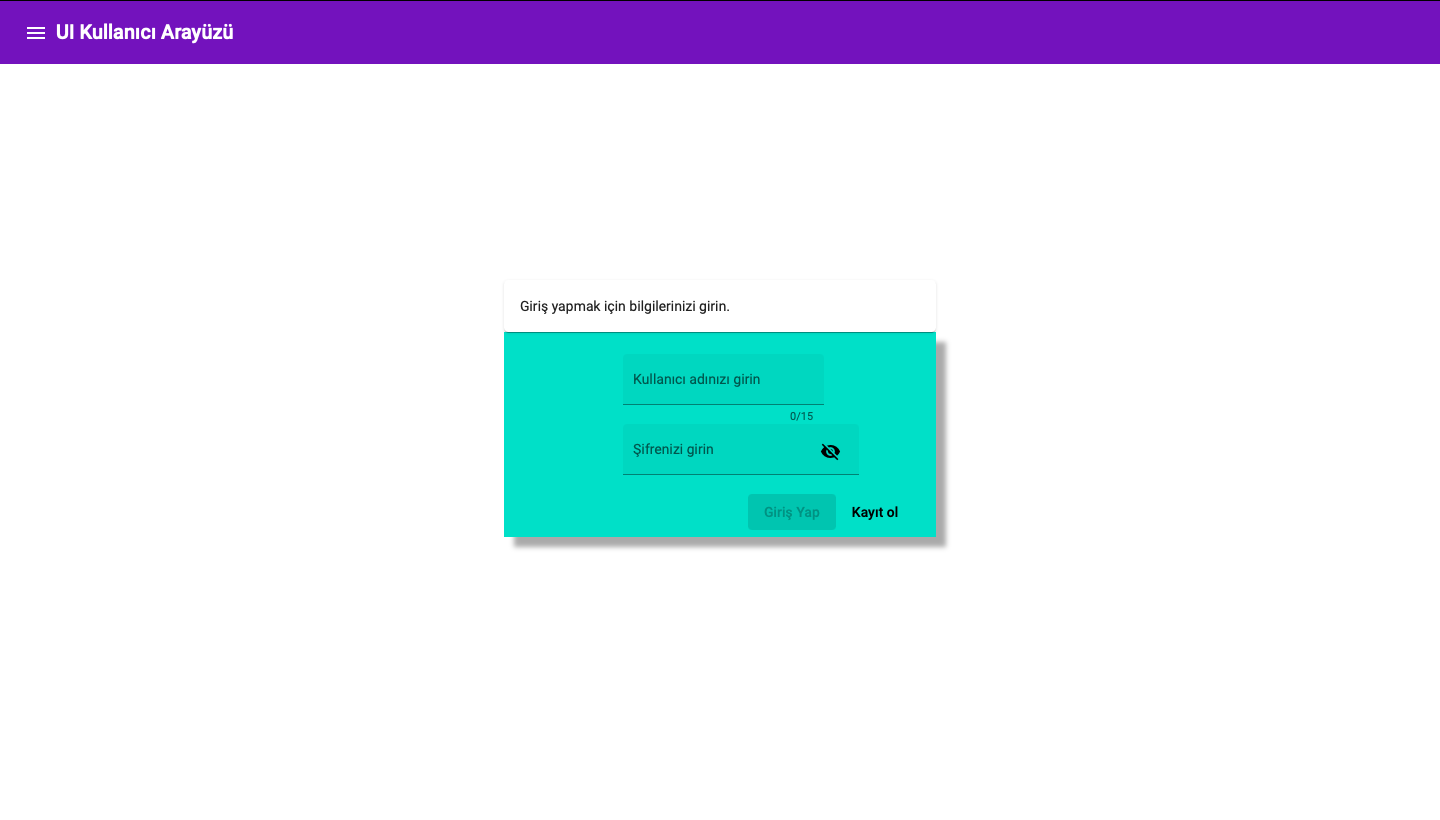 UI Kullanıcı Arayüzü
Giriş yapmak için bilgilerinizi girin.
Kullanıcı adınızı girin
0/15
Şifrenizi girin
Giriş Yap Kayıt ol